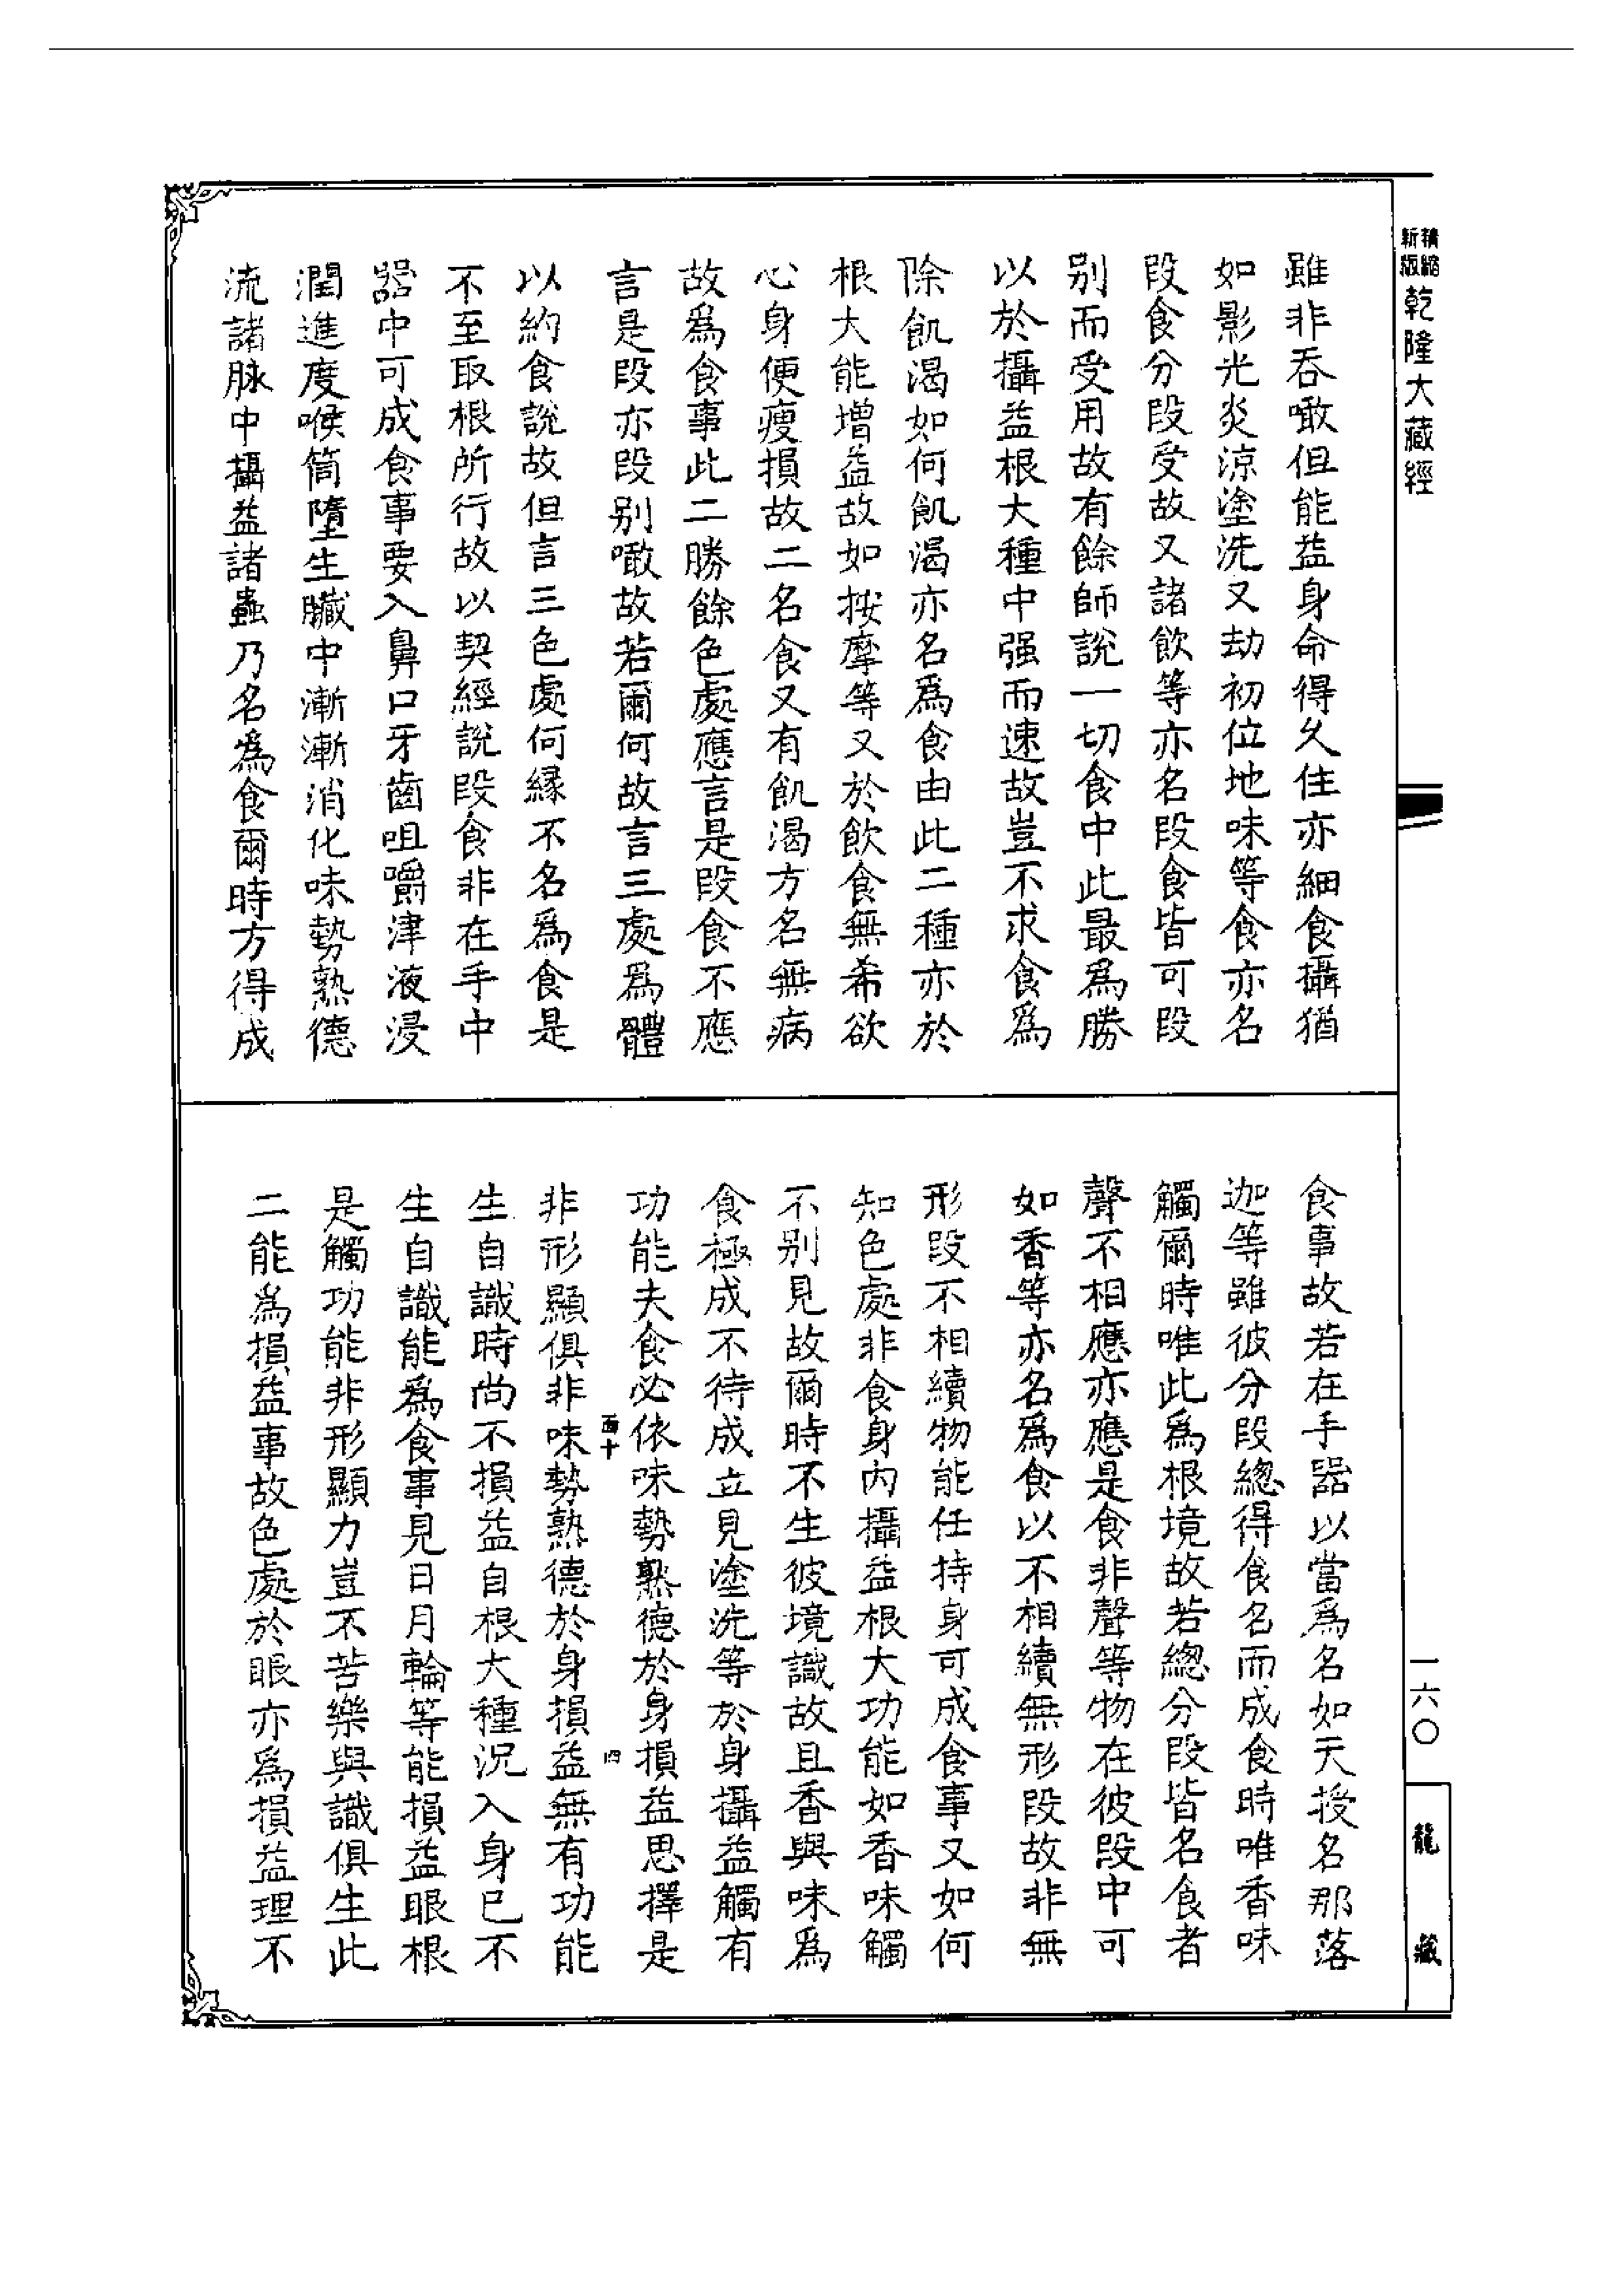 精縮新版乾隆大藏經
雖非吞噉但能益身命得久住亦細食攝猶
如影光炎涼塗洗又劫初位地味等食亦名
段食分段受故又諸飲等亦名段食皆可段
別而受用故有餘師說一切食中此最爲勝
以於攝益根大種中强而速故豈不求食爲
除飢渴如何飢渴亦名爲食由此二種亦於
根大能增益故如按摩等又於飲食無希欲
心身便瘦損故二名食又有飢渴方名無病
故爲食事此二勝餘色處應言是段食不應
言是段亦段別噉故若爾何故言三處爲體
以約食說故但言三色處何緣不名爲食是
不至取根所行故以契經說段食非在手中
器中可成食事要入鼻口牙齒咀嚼津液浸
潤進度喉筒墮生臟中漸漸消化味勢熟德
流諸脉中攝益諸蟲乃名爲食爾時方得成
食事故若在手器以當爲名如天授名那落
迦等雖彼分段總得食名而成食時唯香味
觸爾時唯此爲根境故若總分段皆名食者
聲不相應亦應是食非聲等物在彼段中可
如香等亦名爲食以不相續無形段故非無
形段不相續物能任持身可成食事又如何
知色處非食身內攝益根大功能如香味觸
不別見故爾時不生彼境識故且香與味爲
食極成不待成立見塗洗等於身攝益觸有
功能夫食必依味勢熟德於身損益思擇是
面十 四
非形顯俱非味勢熟德於身損益無有功能
生自識時尚不損益自根大種況入身已不
生自識能爲食事見日月輪等能損益眼根
是觸功能非形顯力豈不苦樂與識俱生此
二能爲損益事故色處於眼亦爲損益理不
一六〇
龍藏